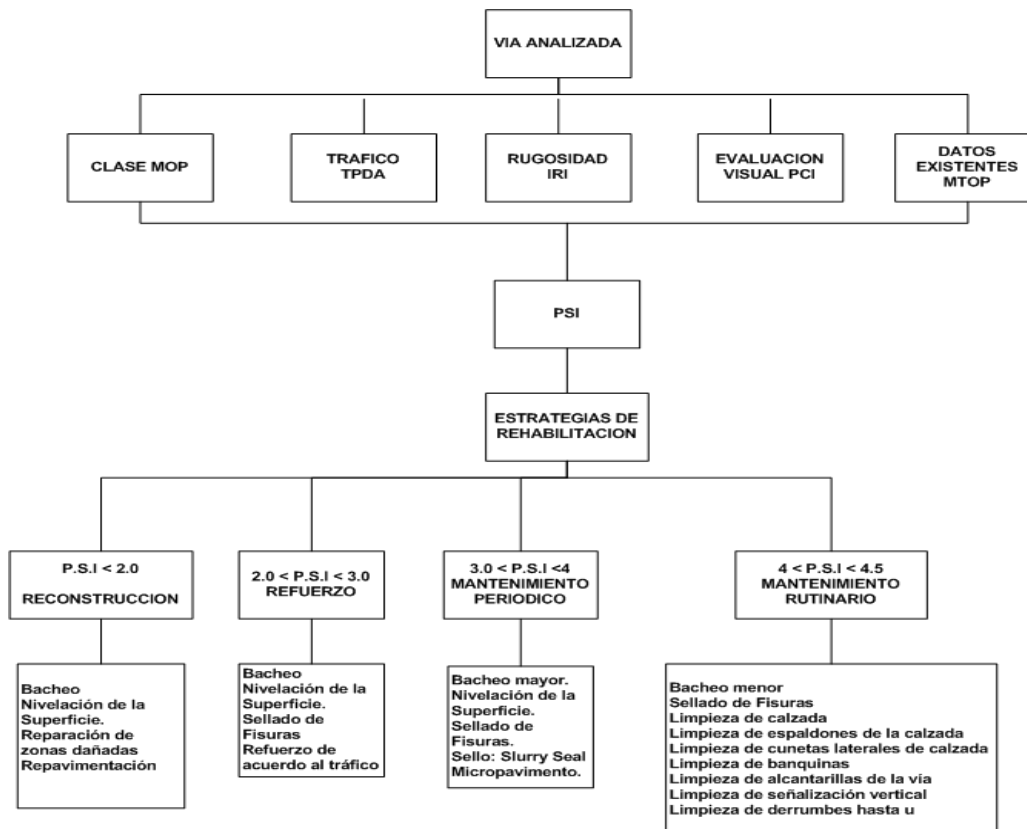 VIA ANALIZADA
CLASE MOP
TRAFICO
TPDA
RUGOSIDAD
IRI
EVALUACION
VISUAL PCI
DATOS
EXISTENTES
MTOP
PSI
ESTRATEGIAS DE
REHABILITACION
P.S.I < 2.0
RECONSTRUCCION
2.0 < P.S.I < 3.0
REFUERZO
3.0 < P.S.I <4
MANTENIMIENTO
PERIODICO
4 < P.S.I < 4.5
MANTENIMIENTO
RUTINARIO
Bacheo
Nivelación de la
Superficie.
Reparación de
zonas dañadas
Repavimentación
Bacheo
Nivelación de la
Superficie.
Sellado de
Fisuras
Refuerzo de
acuerdo al tráfico
Bacheo mayor.
Nivelación de la
Superficie.
Sellado de
Fisuras.
Sello: Slurry Seal
Micropavimento.
Bacheo menor
Sellado de Fisuras
Limpieza de calzada
Limpieza de espaldones de la calzada
Limpieza de cunetas laterales de calzada
Limpieza de banquinas
Limpieza de alcantarillas de la vía
Limpieza de señalización vertical
Limpieza de derrumbes hasta u